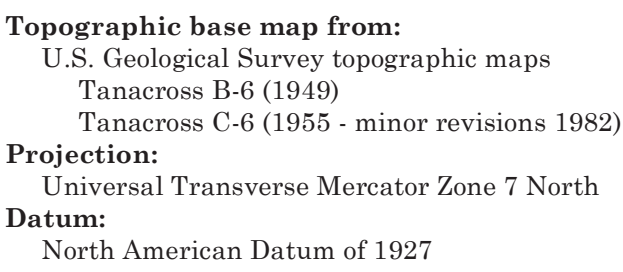 Topographic base map from:
U.S. Geological Survey topographic maps
Tanacross B-6 (1949)
Tanacross C-6 (1955 - minor revisions 1982)
Projection:
Universal Transverse Mercator Zone 7 North
Datum:
North American Datum of 1927